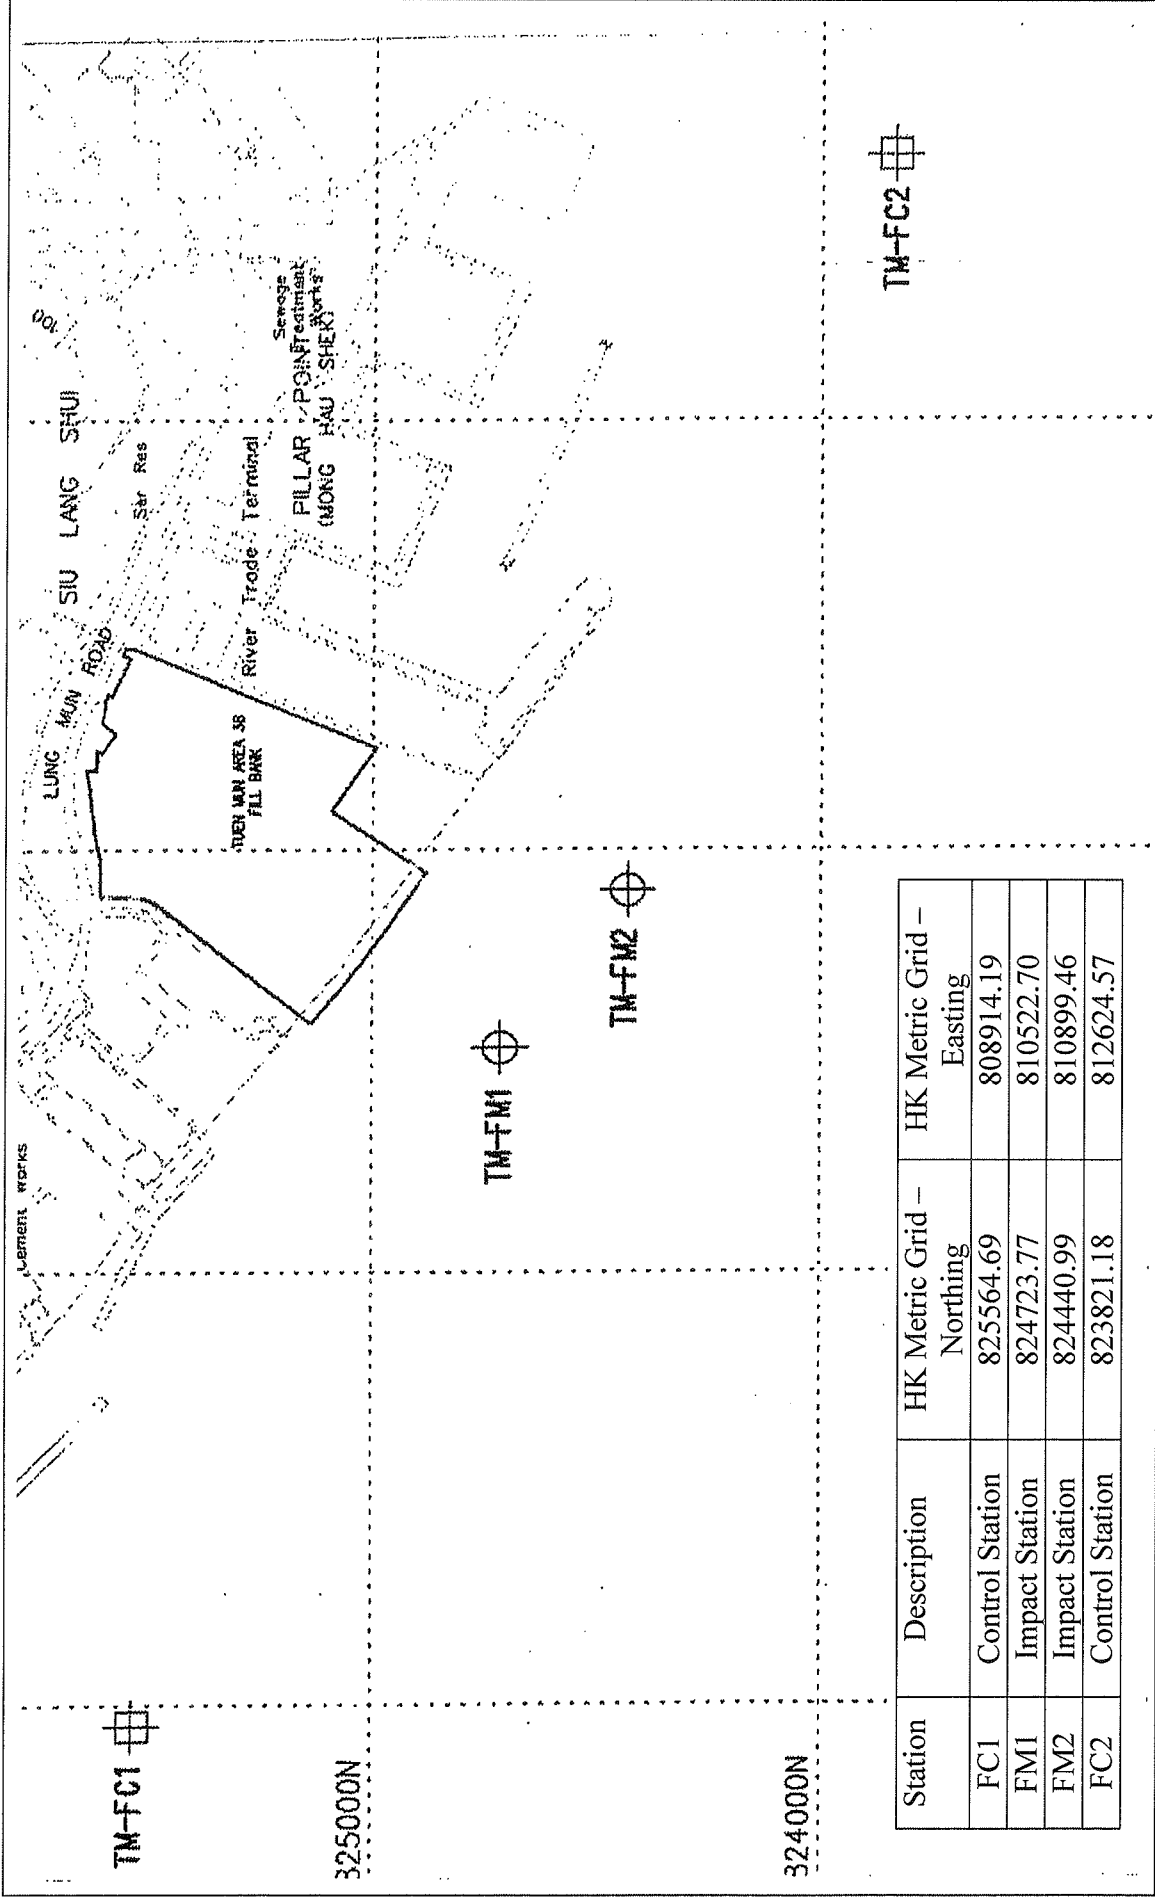 100
SIU LANG SHUI
LUNG MUN ROAD
Ser Res
Sewage
Treatment
Works
PILLAR POINT
(MONG HAU SHEK)
River Trade Terminal
TUEN MUN AREA 38
FILL BANK
Cement Works
TM-FC1
TM-FM1
TM-FM2
TM-FC2
325000N
324000N
Station Description HK Metric Grid – Northing HK Metric Grid – Easting
FC1 Control Station 825564.69 808914.19
FM1 Impact Station 824723.77 810522.70
FM2 Impact Station 824440.99 810899.46
FC2 Control Station 823821.18 812624.57